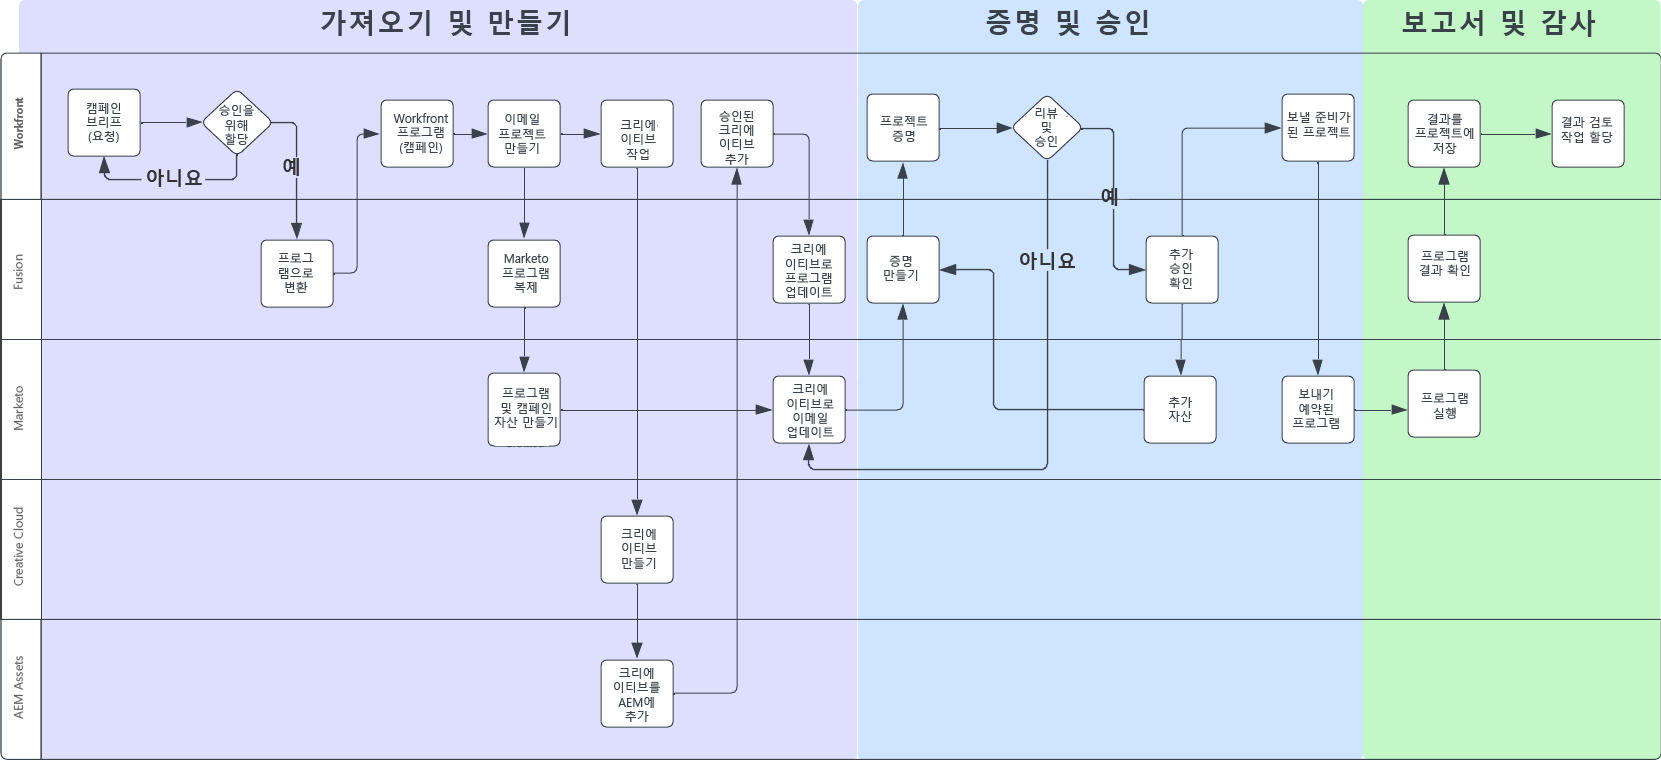 가져오기 및 만들기
증명 및 승인
보고서 및 감사
Workfront
캠페인
브리프
(요청)
승인을
위해
할당
아니요
예
Workfront
프로그램
(캠페인)
이메일
프로젝트
만들기
크리에
이티브
작업
승인된
크리에
이티브
추가
프로젝트
증명
리뷰
및
승인
예
아니요
보낼 준비가
된 프로젝트
결과를
프로젝트에
저장
결과 검토
작업 할당
Fusion
프로그
램으로
변환
Marketo
프로그램
복제
크리에
이티브로
프로그램
업데이트
증명
만들기
추가
승인
확인
프로그램
결과 확인
Marketo
프로그램
및 캠페인
자산 만들기
크리에
이티브로
이메일
업데이트
추가
자산
보내기
예약된
프로그램
프로그램
실행
Creative Cloud
크리에
이티브
만들기
AEM Assets
크리에
이티브를
AEM에
추가